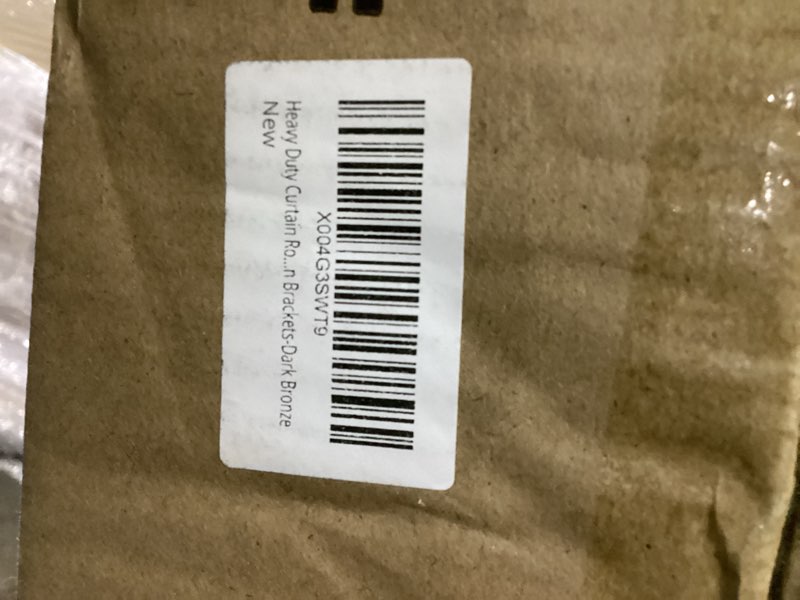 X004G3SWT9
Heavy Duty Curtain Ro...n Brackets-Dark Bronze
New